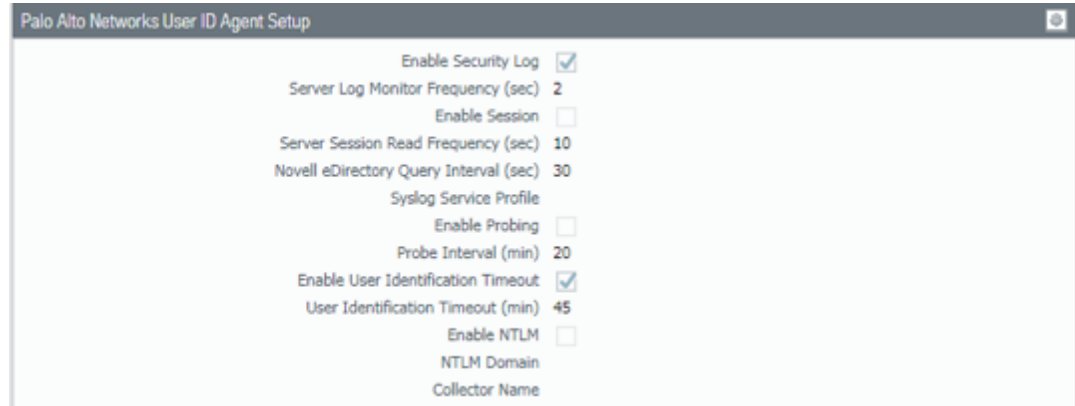 Palo Alto Networks User ID Agent Setup
Enable Security Log
Server Log Monitor Frequency (sec) 2
Enable Session
Server Session Read Frequency (sec) 10
Novell eDirectory Query Interval (sec) 30
Syslog Service Profile
Enable Probing
Probe Interval (min) 20
Enable User Identification Timeout
User Identification Timeout (min) 45
Enable NTLM
NTLM Domain
Collector Name